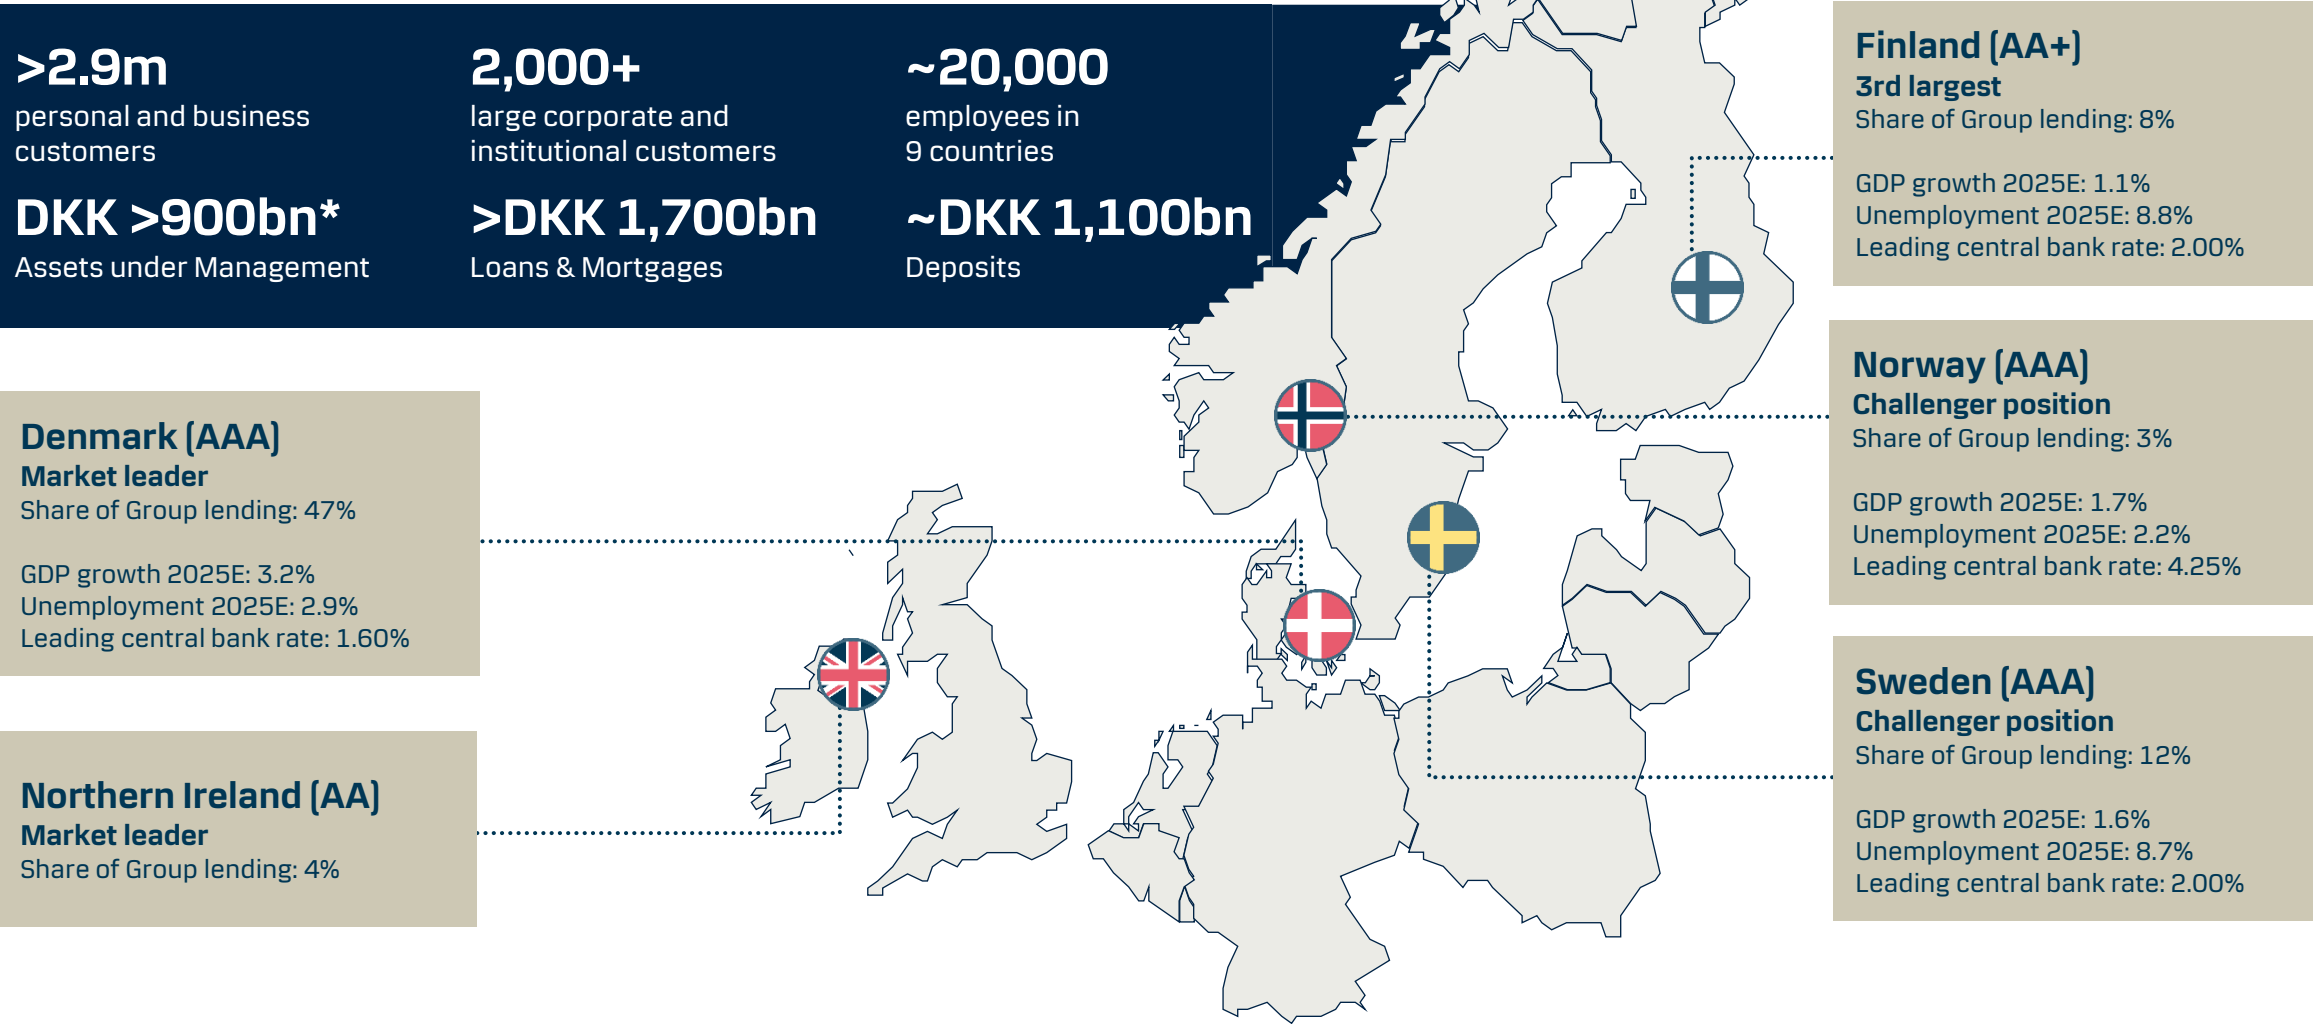 >2.9m
personal and business
customers
2,000+
large corporate and
institutional customers
~20,000
employees in
9 countries
DKK >900bn*
Assets under Management
>DKK 1,700bn
Loans & Mortgages
~DKK 1,100bn
Deposits
Denmark (AAA)
Market leader
Share of Group lending: 47%
GDP growth 2025E: 3.2%
Unemployment 2025E: 2.9%
Leading central bank rate: 1.60%
Northern Ireland (AA)
Market leader
Share of Group lending: 4%
Finland (AA+)
3rd largest
Share of Group lending: 8%
GDP growth 2025E: 1.1%
Unemployment 2025E: 8.8%
Leading central bank rate: 2.00%
Norway (AAA)
Challenger position
Share of Group lending: 3%
GDP growth 2025E: 1.7%
Unemployment 2025E: 2.2%
Leading central bank rate: 4.25%
Sweden (AAA)
Challenger position
Share of Group lending: 12%
GDP growth 2025E: 1.6%
Unemployment 2025E: 8.7%
Leading central bank rate: 2.00%